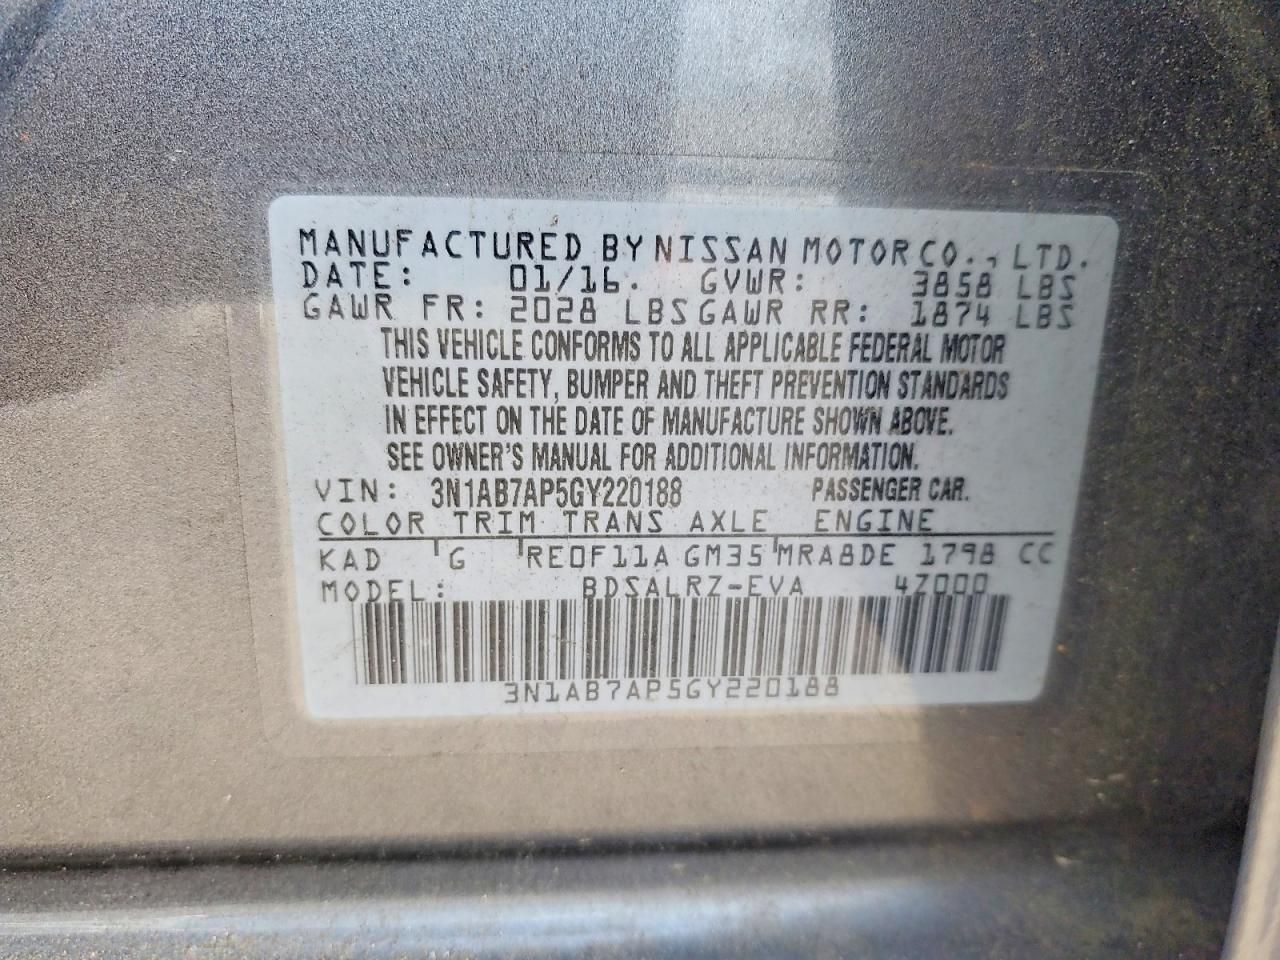 MANUFACTURED BY NISSAN MOTOR CO., LTD.
DATE: 01/16. GVWR: 3858 LBS
GAWR FR: 2028 LBS GAWR RR: 1874 LBS
THIS VEHICLE CONFORMS TO ALL APPLICABLE FEDERAL MOTOR
VEHICLE SAFETY, BUMPER AND THEFT PREVENTION STANDARDS
IN EFFECT ON THE DATE OF MANUFACTURE SHOWN ABOVE.
SEE OWNER'S MANUAL FOR ADDITIONAL INFORMATION.
VIN: 3N1AB7AP5GY220188 PASSENGER CAR.
COLOR TRIM TRANS AXLE ENGINE
KAD G RE0F11A GM35 MRA8DE 1798 CC
MODEL: BDSALRZ-EVA 4Z000
3N1AB7AP5GY220188